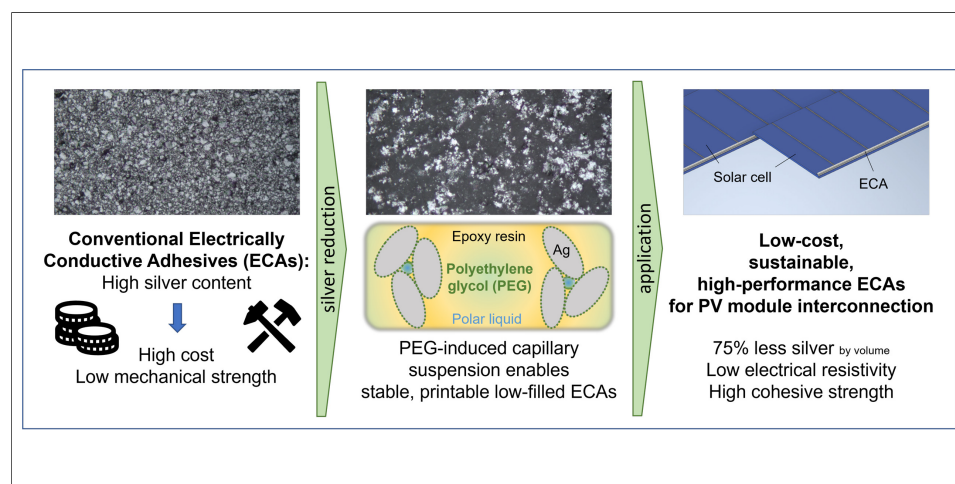 Conventional Electrically
Conductive Adhesives (ECAs):
High silver content
High cost
Low mechanical strength
silver reduction
Epoxy resin
Ag
Polyethylene
glycol (PEG)
Polar liquid
PEG-induced capillary
suspension enables
stable, printable low-filled ECAs
application
Solar cell
ECA
Low-cost,
sustainable,
high-performance ECAs
for PV module interconnection
75% less silver by volume
Low electrical resistivity
High cohesive strength